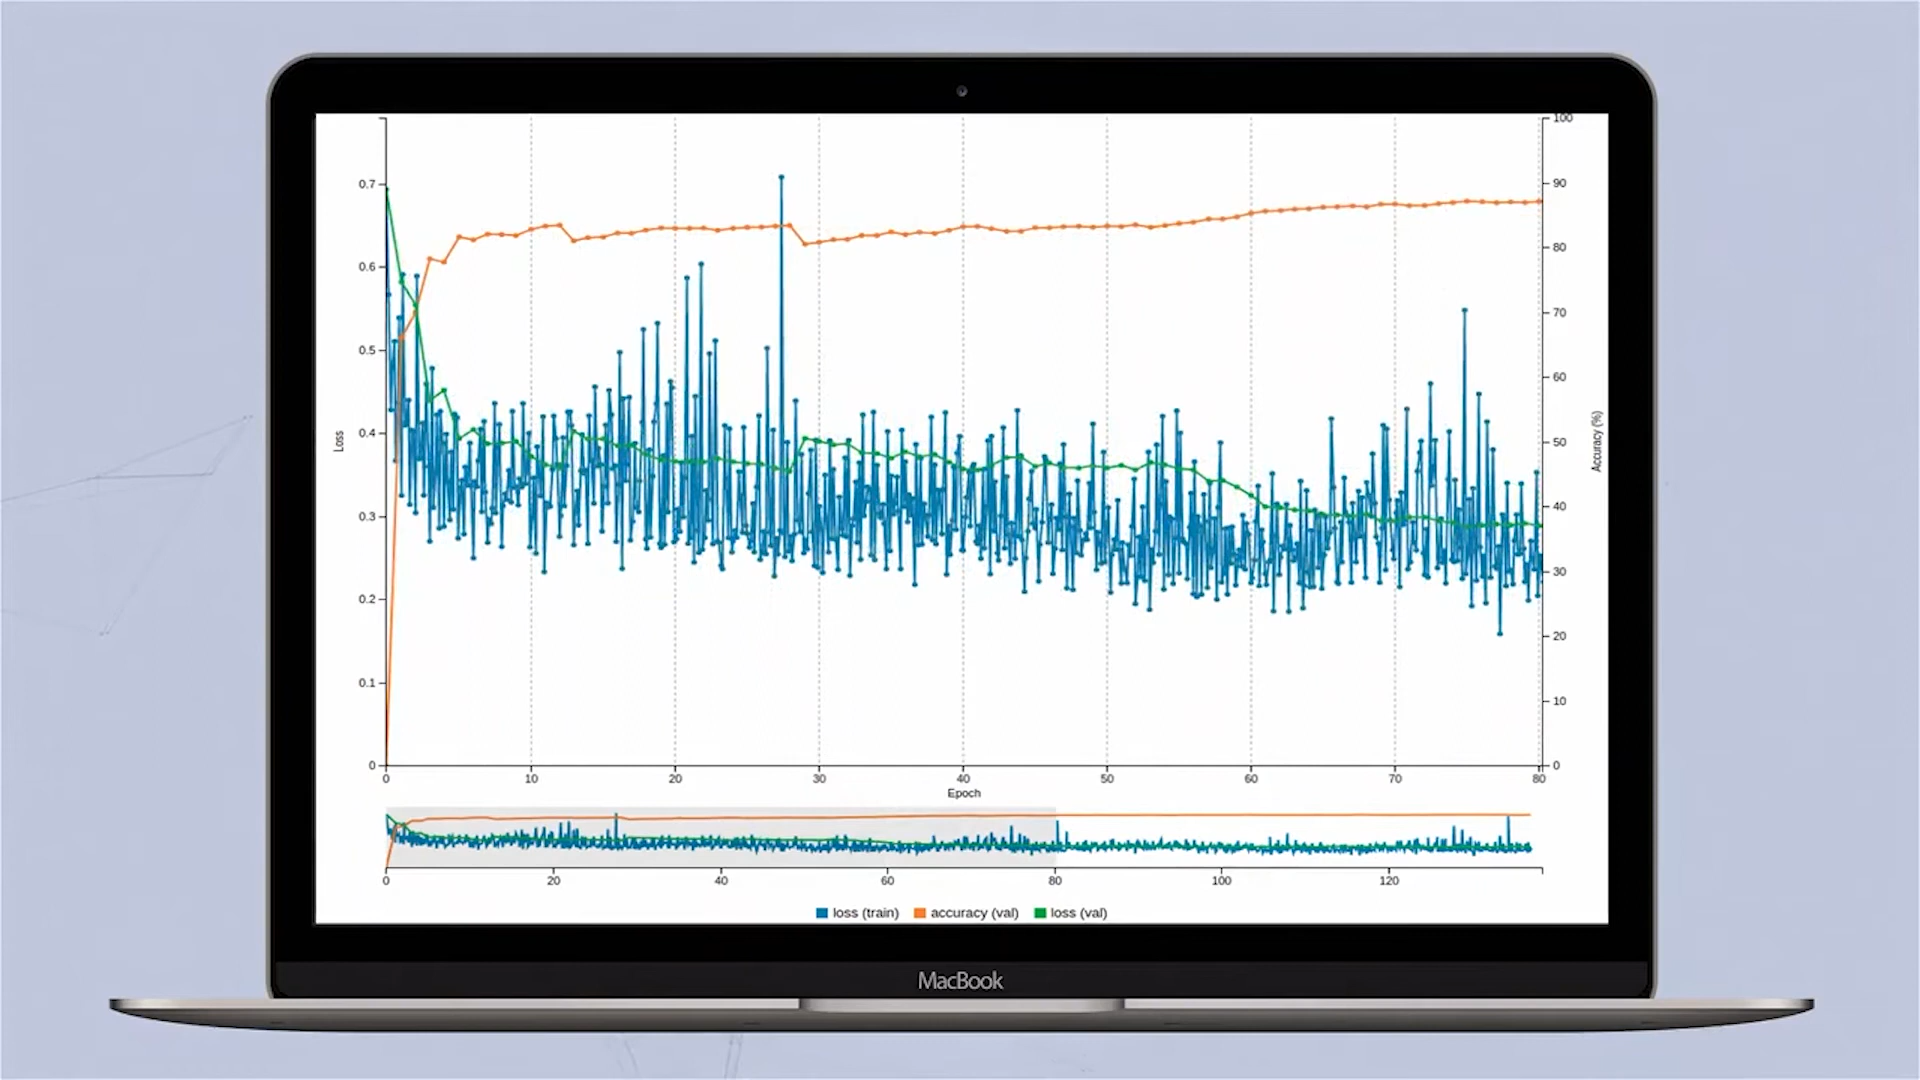 100
0.7
90
80
0.6
70
0.5
60
Loss
0.4
50
Accuracy (%)
0.3
40
30
0.2
20
0.1
10
0
0
0 10 20 30 40 50 60 70 80
Epoch
0 20 40 60 80 100 120
loss (train) accuracy (val) loss (val)
MacBook